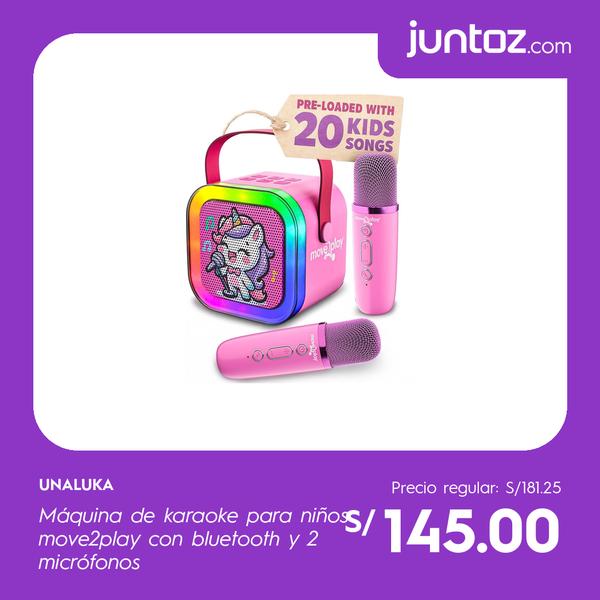 juntoz.com
PRE-LOADED WITH
20 KIDS
SONGS
move2play
UNALUKA
Precio regular: S/181.25
Máquina de karaoke para niños
move2play con bluetooth y 2
micrófonos
S/ 145.00